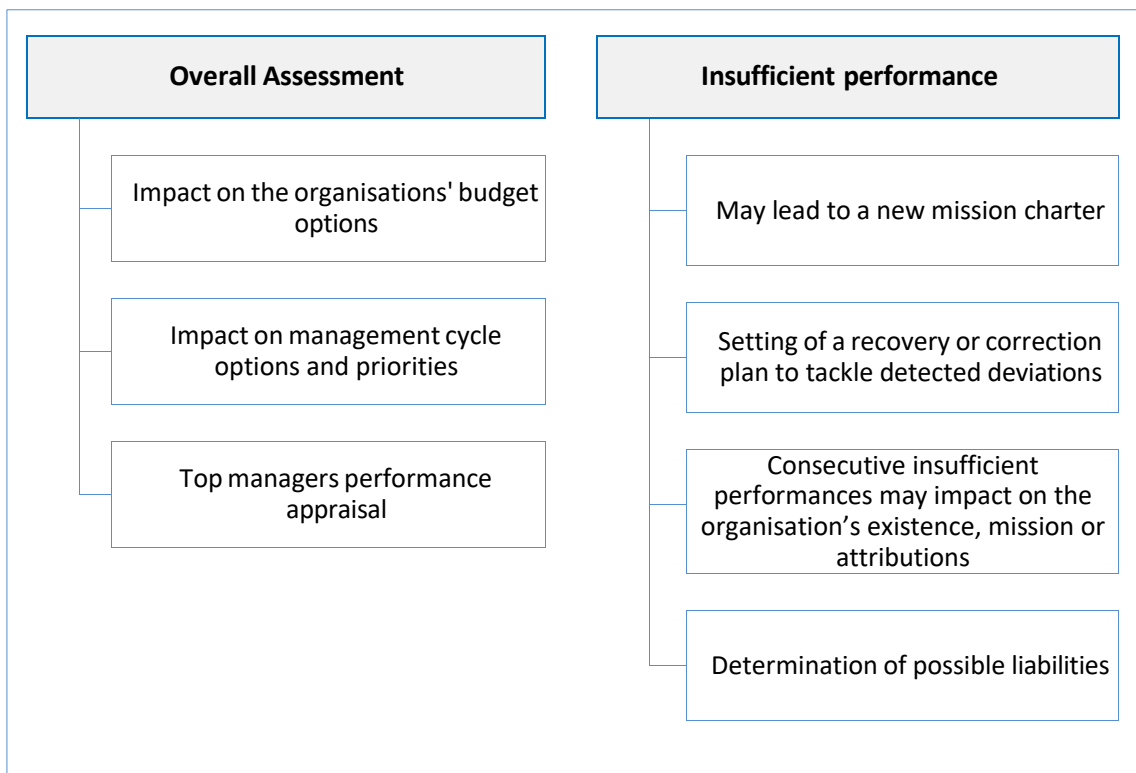 Overall Assessment
Impact on the organisations' budget
options
Impact on management cycle
options and priorities
Top managers performance
appraisal
Insufficient performance
May lead to a new mission charter
Setting of a recovery or correction
plan to tackle detected deviations
Consecutive insufficient
performances may impact on the
organisation’s existence, mission or
attributions
Determination of possible liabilities